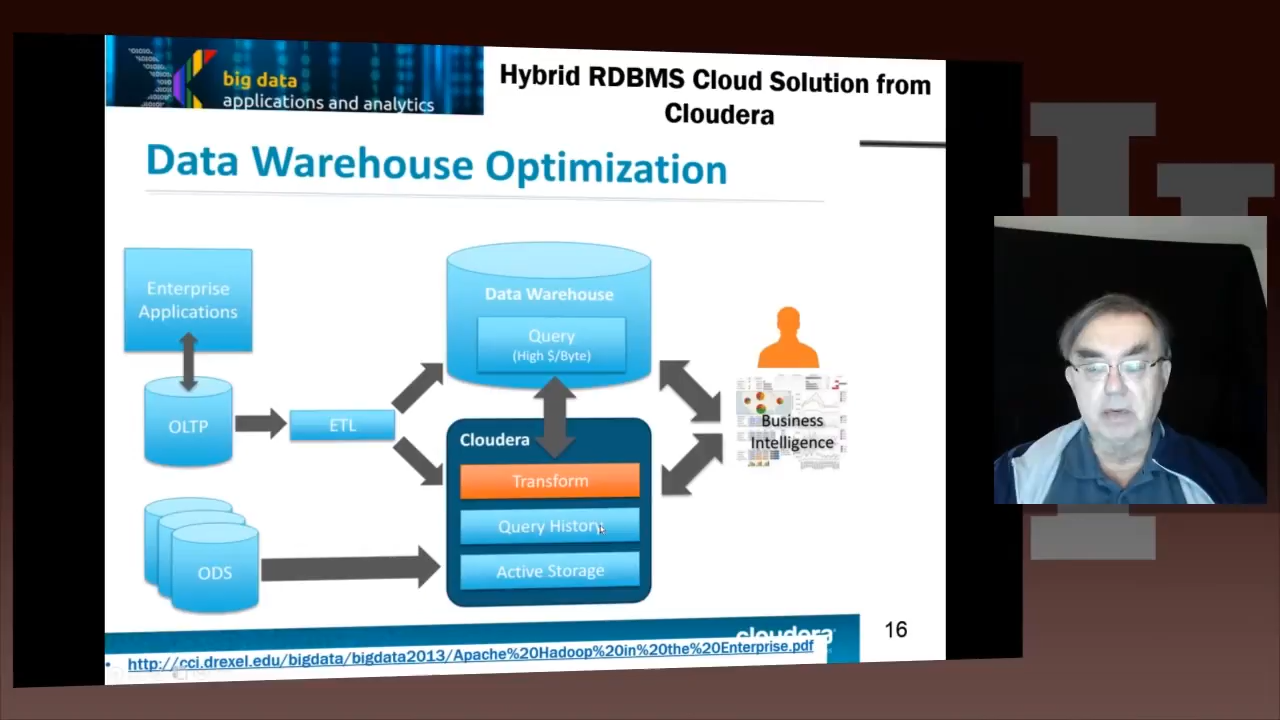 big data
applications and analytics
Hybrid RDBMS Cloud Solution from
Cloudera
Data Warehouse Optimization
Enterprise
Applications
OLTP
ETL
ODS
Data Warehouse
Query
(High $/Byte)
Cloudera
Transform
Query History
Active Storage
Business
Intelligence
cloudera
16
http://cci.drexel.edu/bigdata/bigdata2013/Apache%20Hadoop%20in%20the%20Enterprise.pdf